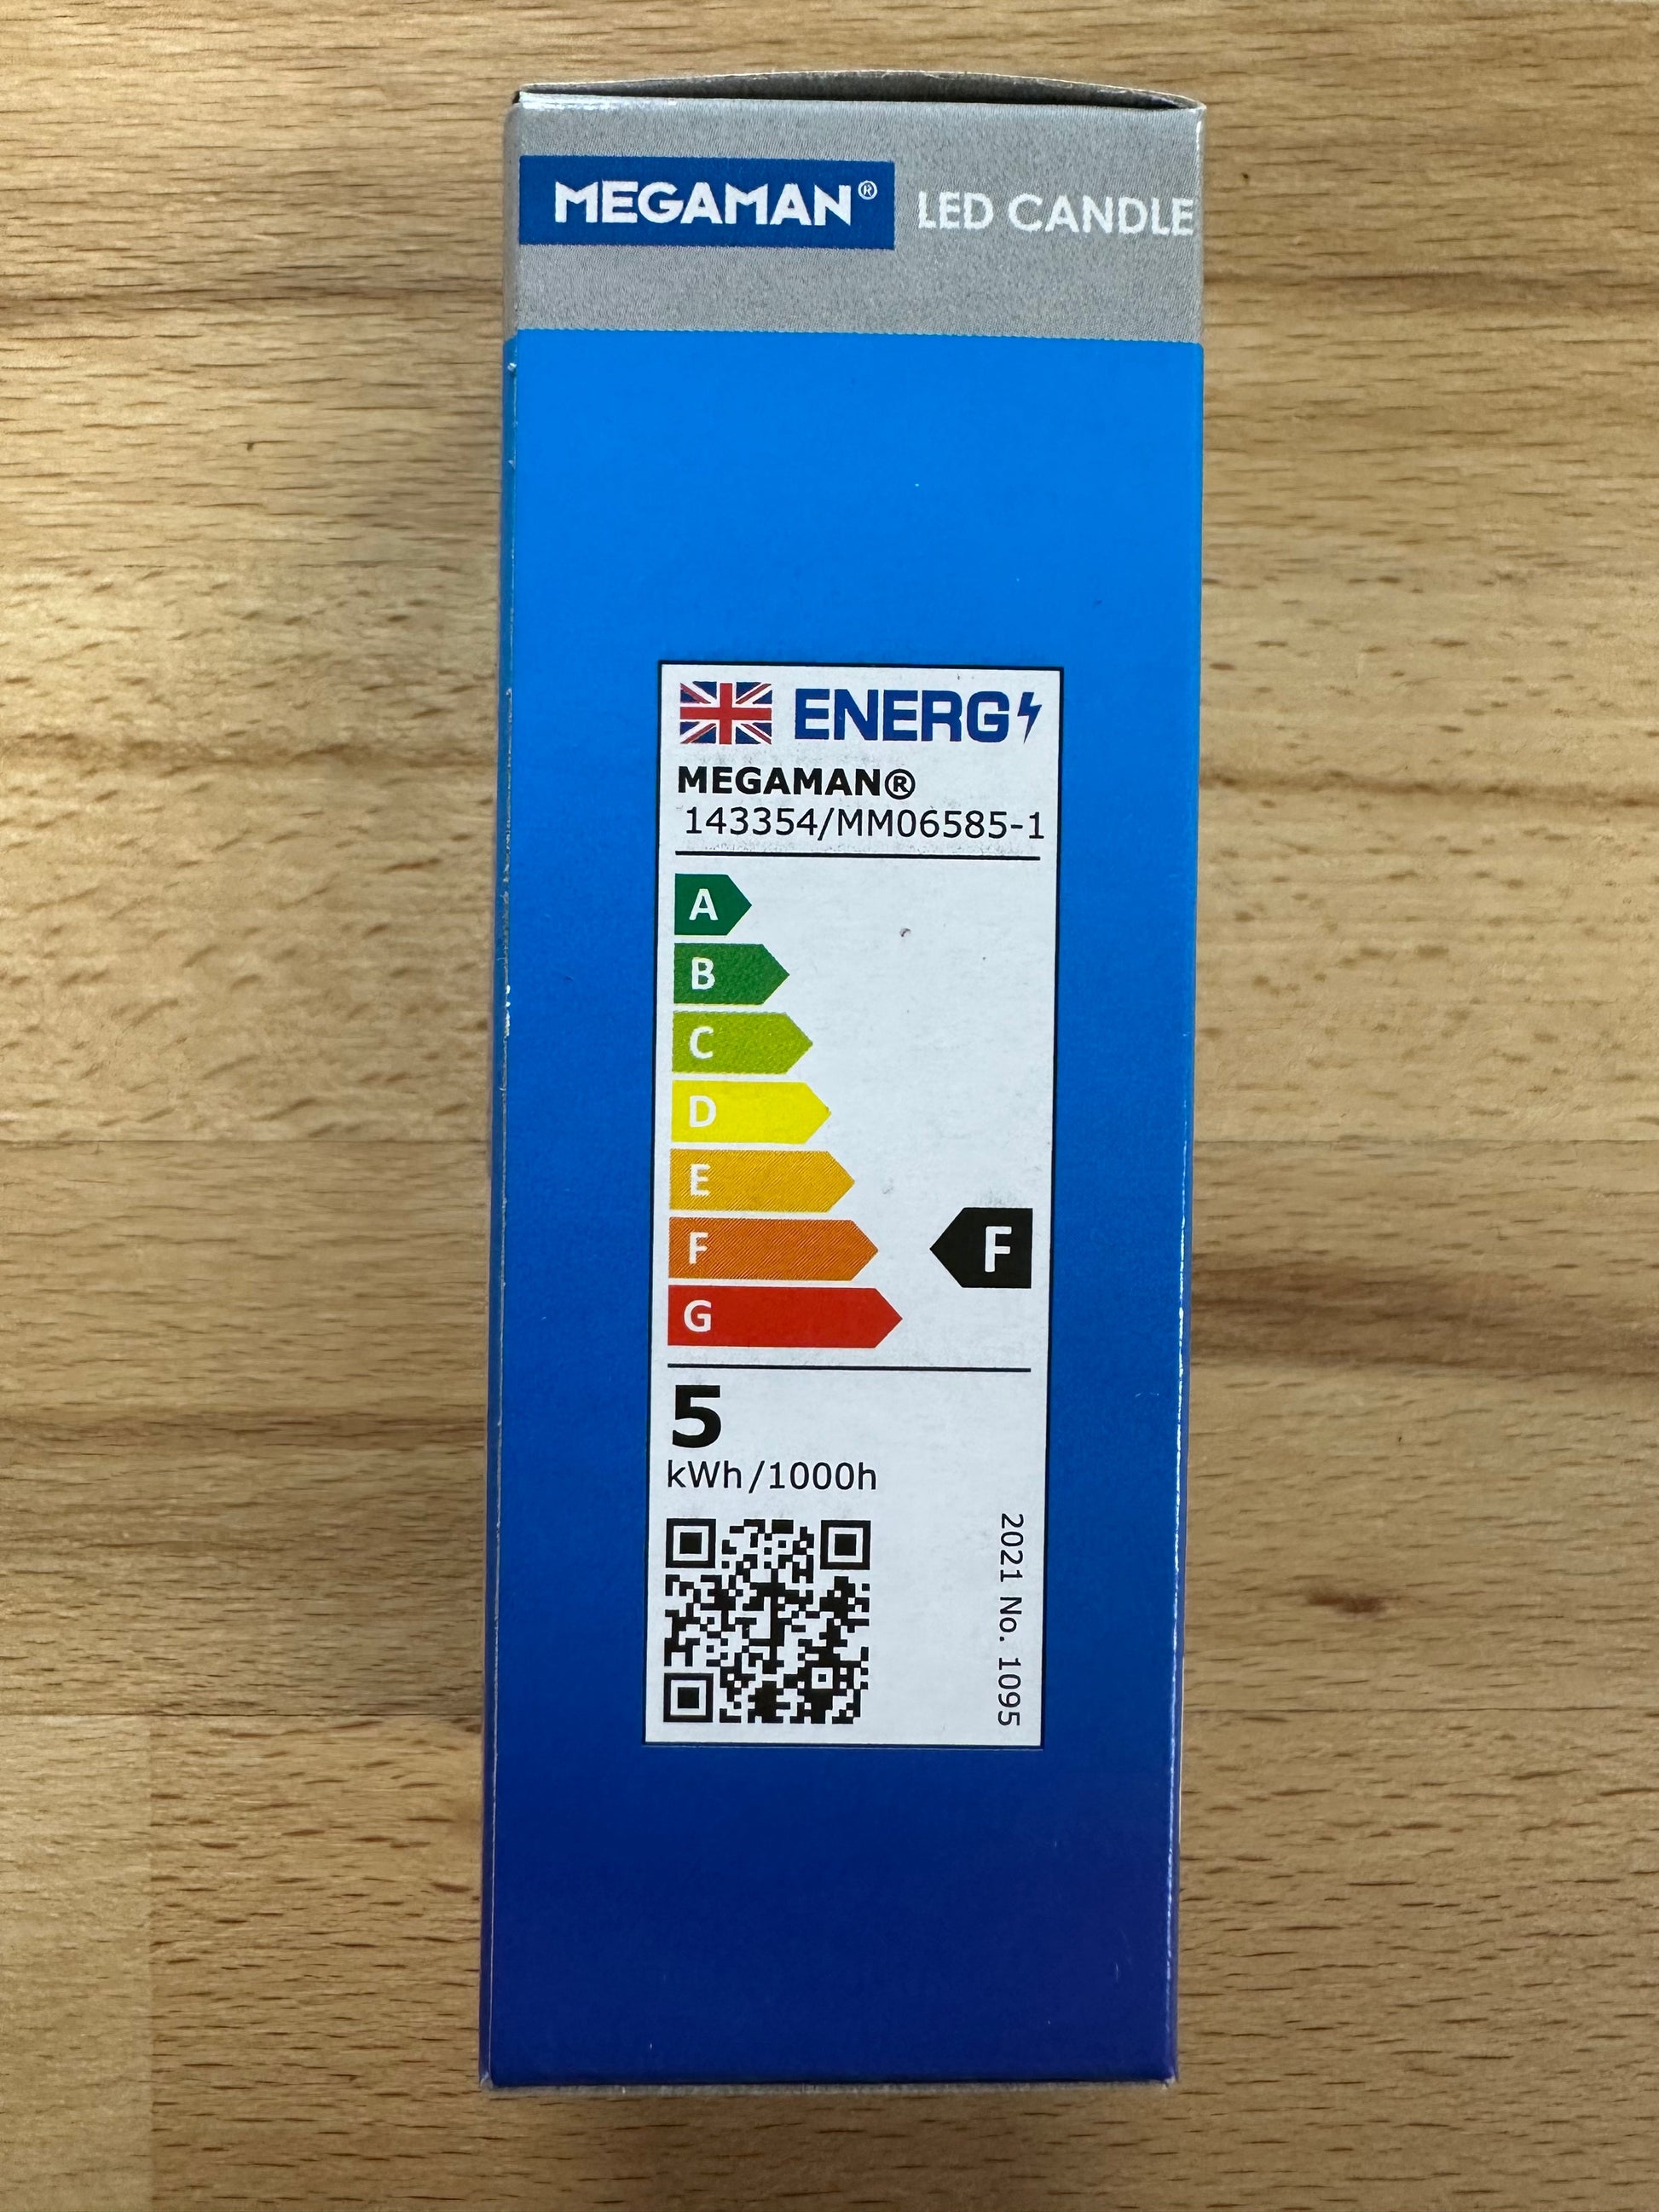 MEGAMAN® LED CANDLE
ENERG
MEGAMAN®
143354/MM06585-1
A
B
C
D
E
F
F
G
5
kWh/1000h
2021 No. 1095